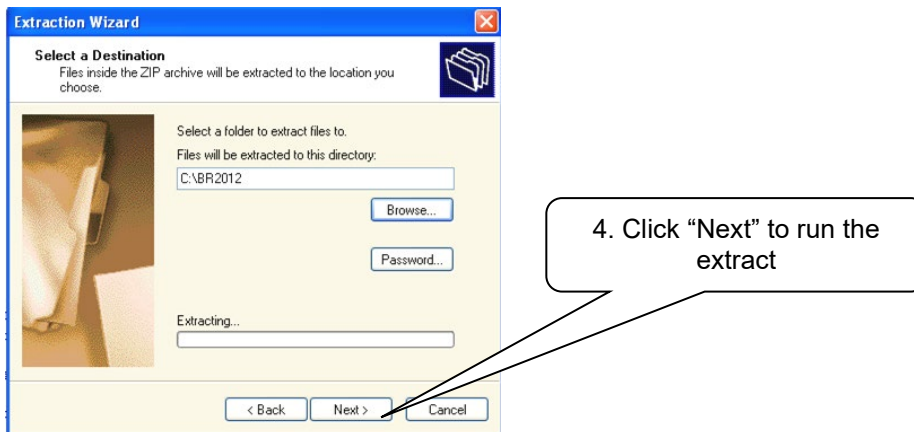 Extraction Wizard
Select a Destination
Files inside the ZIP archive will be extracted to the location you
choose.
Select a folder to extract files to.
Files will be extracted to this directory:
C:\BR2012
Browse...
Password...
Extracting...
< Back
Next >
Cancel
4. Click “Next” to run the
extract